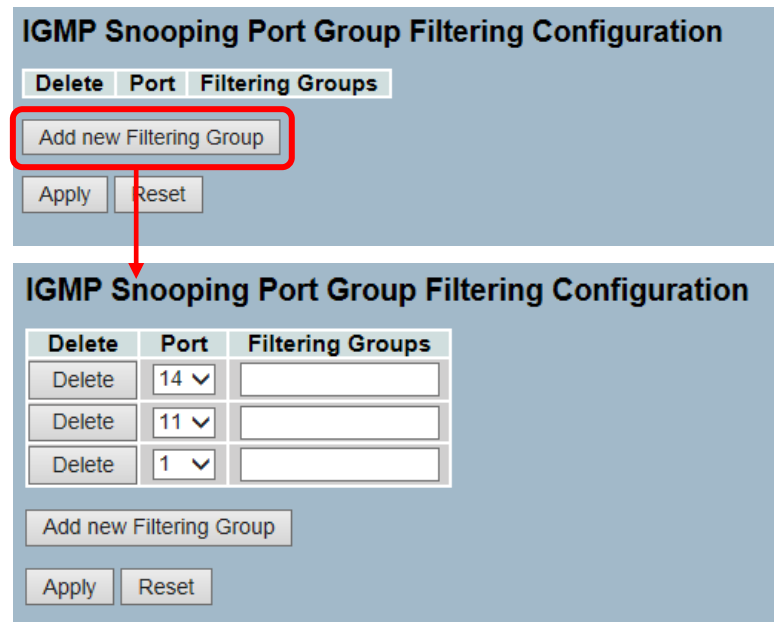 IGMP Snooping Port Group Filtering Configuration
Delete Port Filtering Groups
Add new Filtering Group
Apply Reset
IGMP Snooping Port Group Filtering Configuration
Delete Port Filtering Groups
Delete 14
Delete 11
Delete 1
Add new Filtering Group
Apply Reset